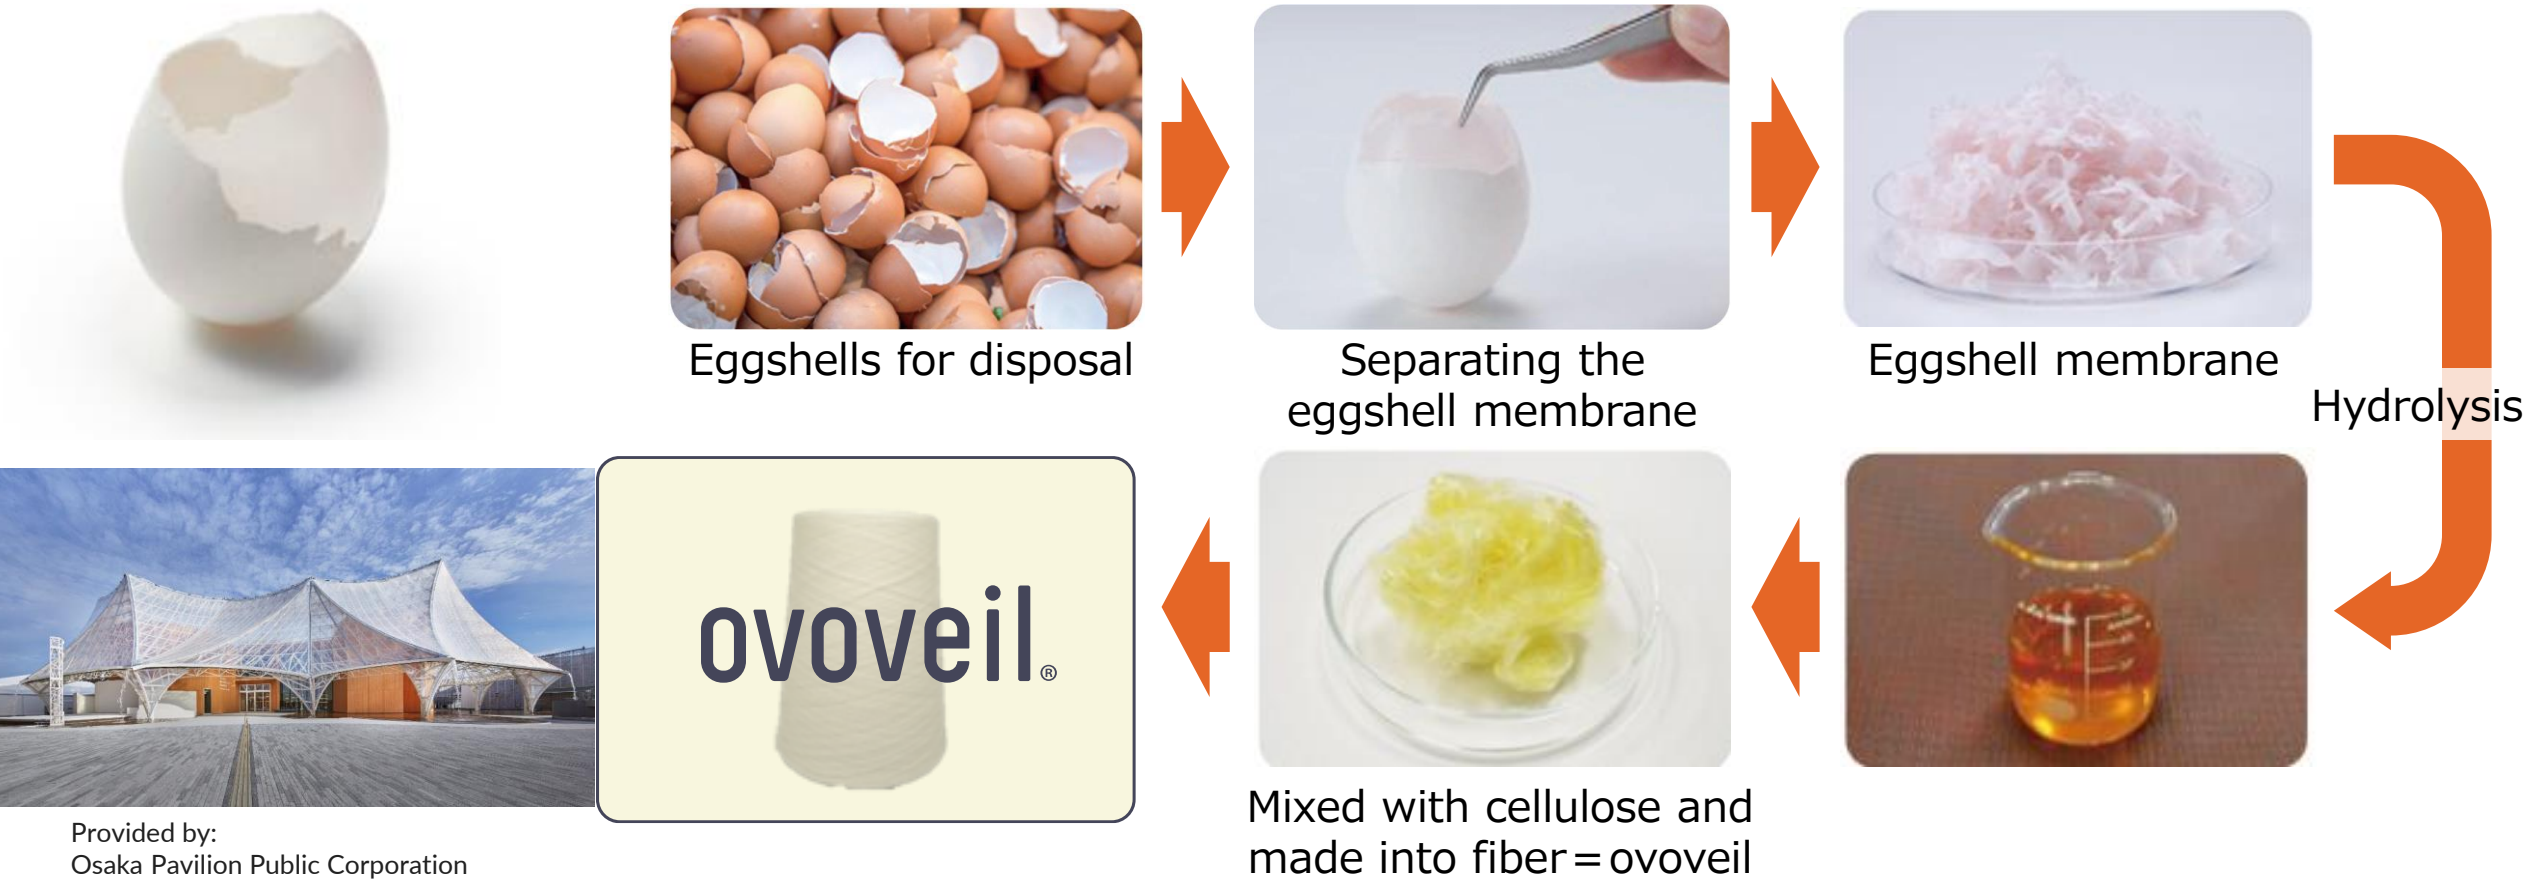 Eggshells for disposal
Separating the
eggshell membrane
Eggshell membrane
Hydrolysis
ovoveil®
Mixed with cellulose and
made into fiber=ovoveil
Provided by:
Osaka Pavilion Public Corporation